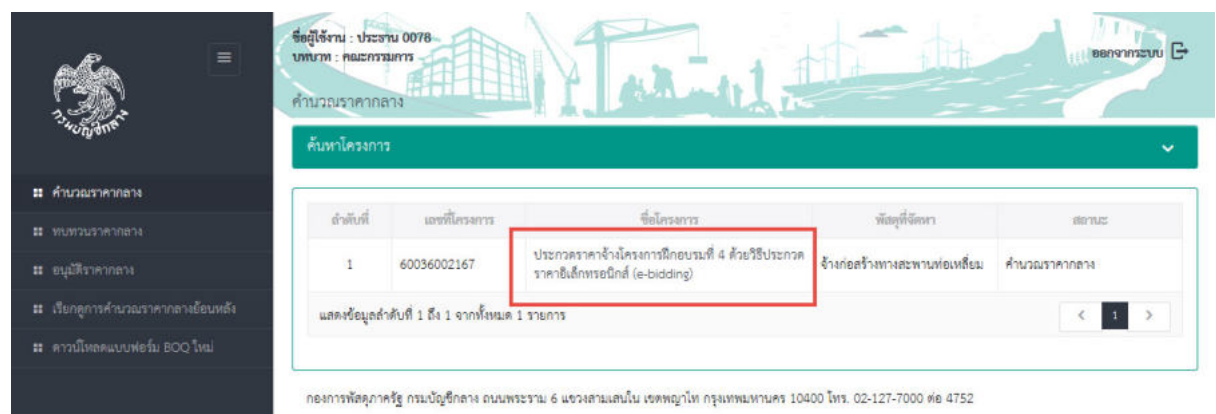 กรมบัญชีกลาง
ชื่อผู้ใช้งาน : ประธาน 0078
บทบาท : คณะกรรมการ
ออกจากระบบ
คำนวณราคากลาง
ค้นหาโครงการ
คำนวณราคากลาง
ทบทวนราคากลาง
อนุมัติราคากลาง
เรียกดูการคำนวณราคากลางย้อนหลัง
ดาวน์โหลดแบบฟอร์ม BOQ ใหม่
ลำดับที่ เลขที่โครงการ ชื่อโครงการ พัสดุที่จัดหา สถานะ
1 60036002167 ประกวดราคาจ้างโครงการฝึกอบรมที่ 4 ด้วยวิธีประกวด
ราคาอิเล็กทรอนิกส์ (e-bidding) จ้างก่อสร้างทางสะพานท่อเหลี่ยม คำนวณราคากลาง
แสดงข้อมูลลำดับที่ 1 ถึง 1 จากทั้งหมด 1 รายการ < 1 >
กองการพัสดุภาครัฐ กรมบัญชีกลาง ถนนพระราม 6 แขวงสามเสนใน เขตพญาไท กรุงเทพมหานคร 10400 โทร. 02-127-7000 ต่อ 4752